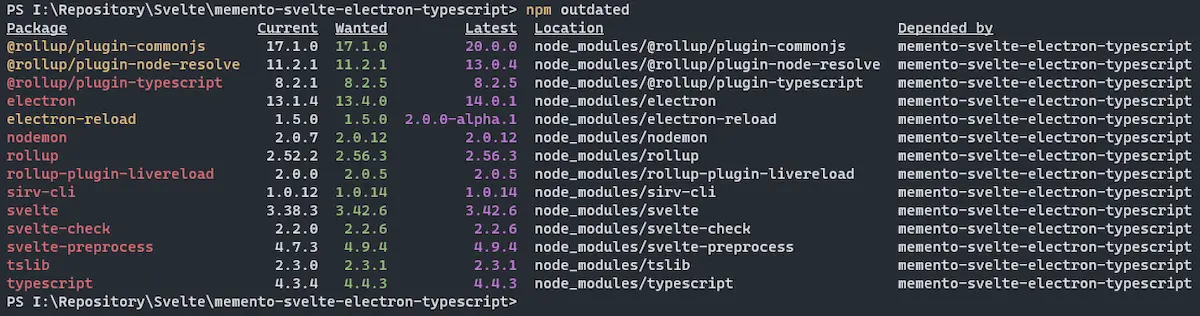 PS I:\Repository\Svelte\memento-svelte-electron-typescript> npm outdated
Package Current Wanted Latest Location Depended by
@rollup/plugin-commonjs 17.1.0 17.1.0 20.0.0 node_modules/@rollup/plugin-commonjs memento-svelte-electron-typescript
@rollup/plugin-node-resolve 11.2.1 11.2.1 13.0.4 node_modules/@rollup/plugin-node-resolve memento-svelte-electron-typescript
@rollup/plugin-typescript 8.2.1 8.2.5 8.2.5 node_modules/@rollup/plugin-typescript memento-svelte-electron-typescript
electron 13.1.4 13.4.0 14.0.1 node_modules/electron memento-svelte-electron-typescript
electron-reload 1.5.0 1.5.0 2.0.0-alpha.1 node_modules/electron-reload memento-svelte-electron-typescript
nodemon 2.0.7 2.0.12 2.0.12 node_modules/nodemon memento-svelte-electron-typescript
rollup 2.52.2 2.56.3 2.56.3 node_modules/rollup memento-svelte-electron-typescript
rollup-plugin-livereload 2.0.0 2.0.5 2.0.5 node_modules/rollup-plugin-livereload memento-svelte-electron-typescript
sirv-cli 1.0.12 1.0.14 1.0.14 node_modules/sirv-cli memento-svelte-electron-typescript
svelte 3.38.3 3.42.6 3.42.6 node_modules/svelte memento-svelte-electron-typescript
svelte-check 2.2.0 2.2.6 2.2.6 node_modules/svelte-check memento-svelte-electron-typescript
svelte-preprocess 4.7.3 4.9.4 4.9.4 node_modules/svelte-preprocess memento-svelte-electron-typescript
tslib 2.3.0 2.3.1 2.3.1 node_modules/tslib memento-svelte-electron-typescript
typescript 4.3.4 4.4.3 4.4.3 node_modules/typescript memento-svelte-electron-typescript
PS I:\Repository\Svelte\memento-svelte-electron-typescript>